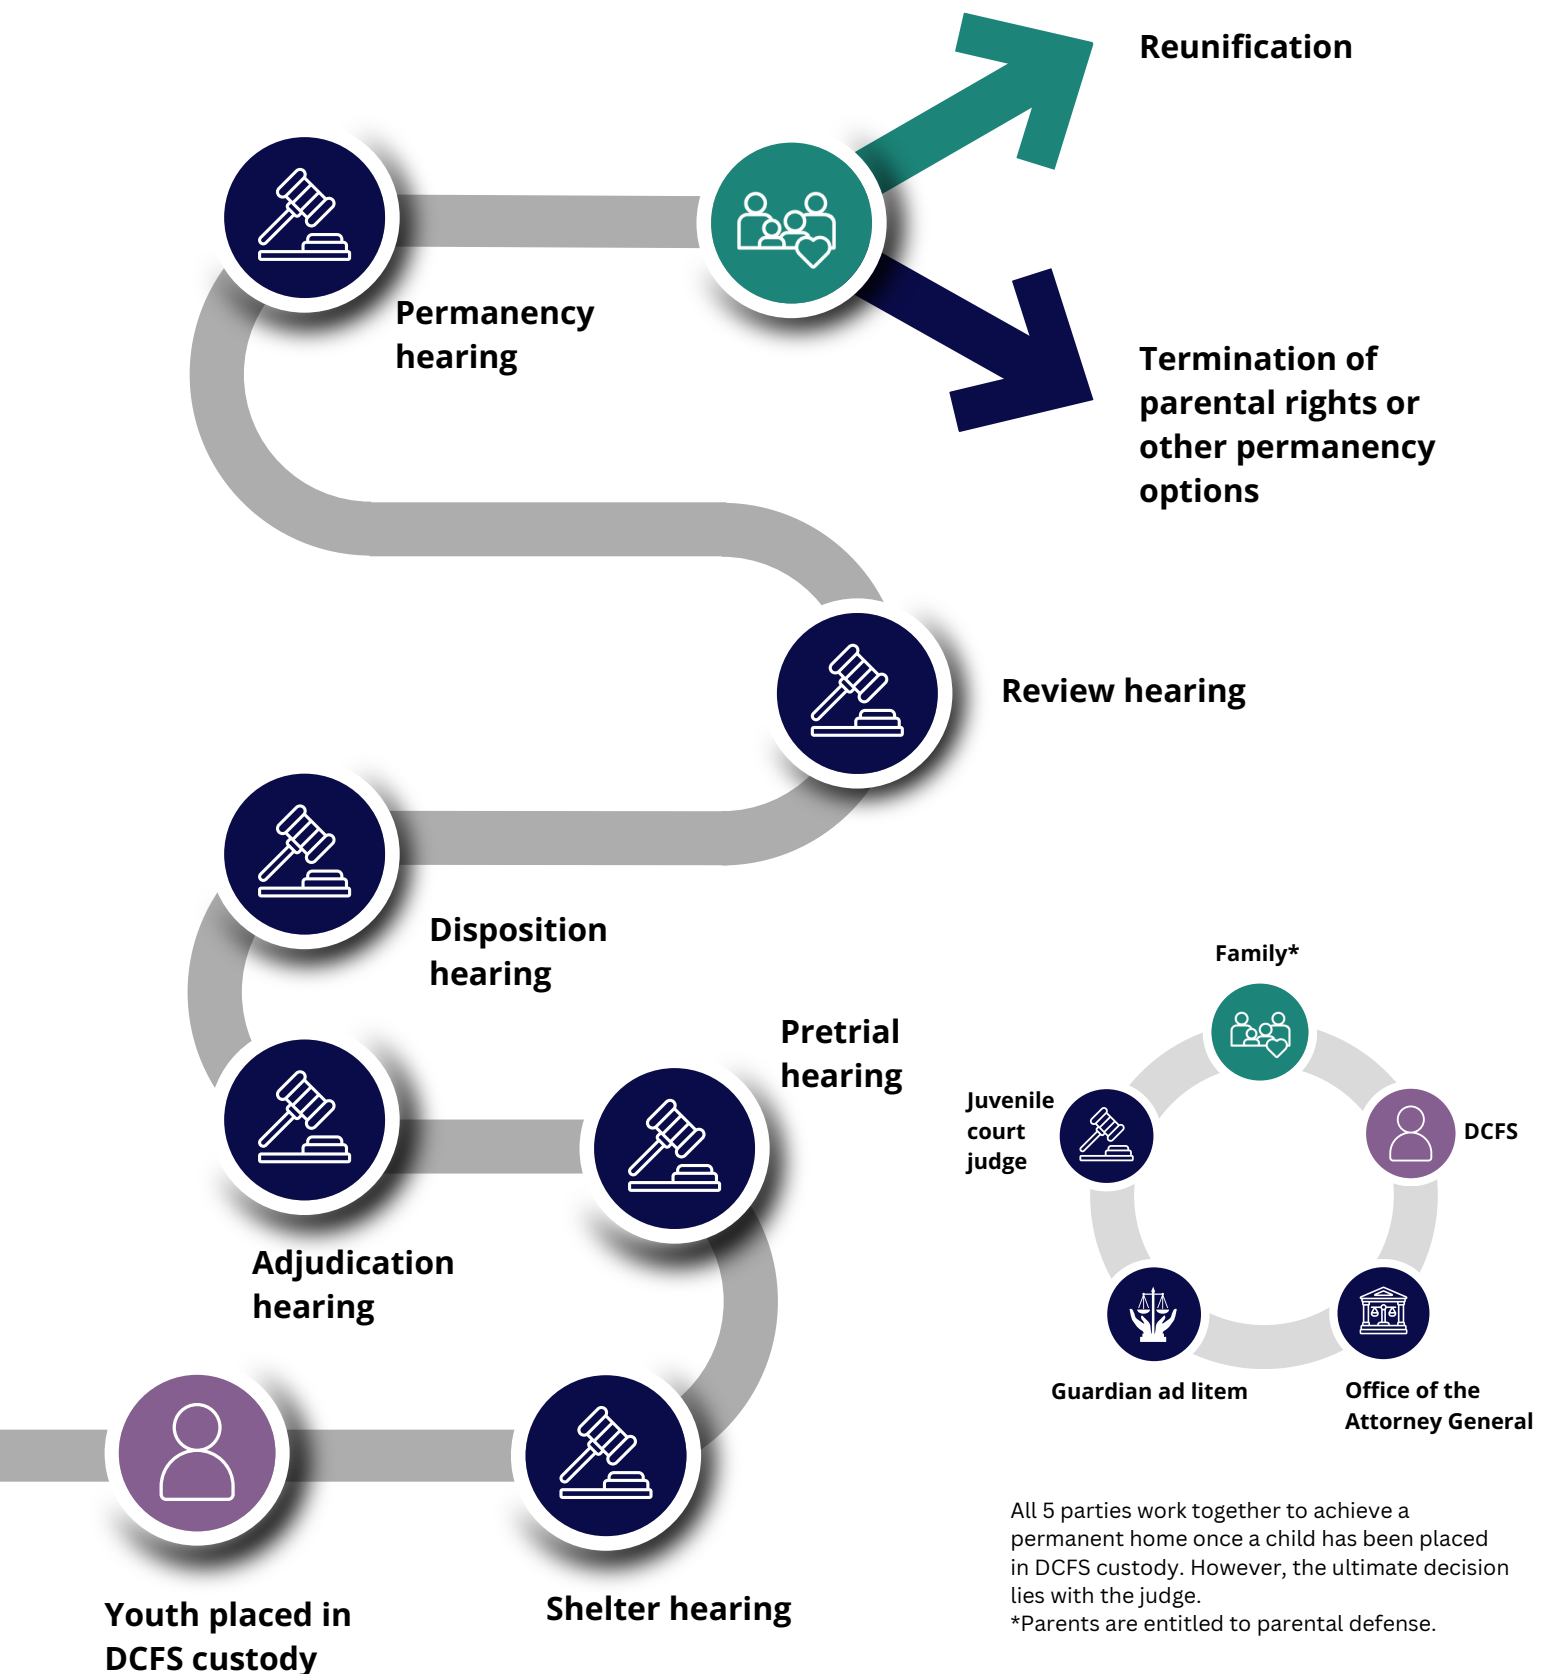 Reunification
Permanency
hearing
Termination of
parental rights or
other permanency
options
Review hearing
Disposition
hearing
Pretrial
hearing
Adjudication
hearing
Youth placed in
DCFS custody
Shelter hearing
Family*
Juvenile
court
judge
DCFS
Guardian ad litem
Office of the
Attorney General
All 5 parties work together to achieve a
permanent home once a child has been placed
in DCFS custody. However, the ultimate decision
lies with the judge.
*Parents are entitled to parental defense.